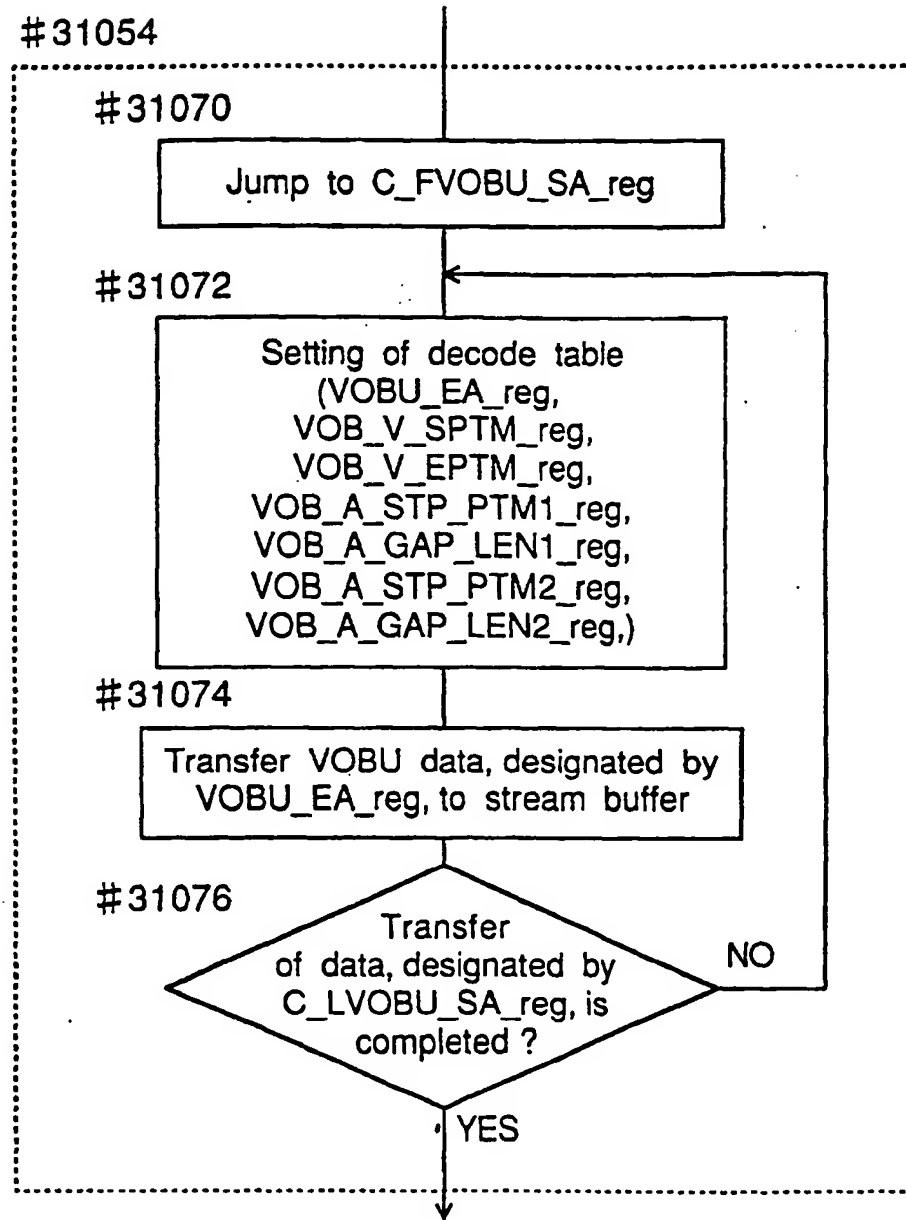 #31054
#31070
Jump to C_FVOBU_SA_reg
#31072
Setting of decode table
(VOBU_EA_reg,
VOB_V_SPTM_reg,
VOB_V_EPTM_reg,
VOB_A_STP_PTM1_reg,
VOB_A_GAP_LEN1_reg,
VOB_A_STP_PTM2_reg,
VOB_A_GAP_LEN2_reg,)
#31074
Transfer VOBU data, designated by
VOBU_EA_reg, to stream buffer
#31076
Transfer
of data, designated by
C_LVOBU_SA_reg, is
completed ?
NO
YES